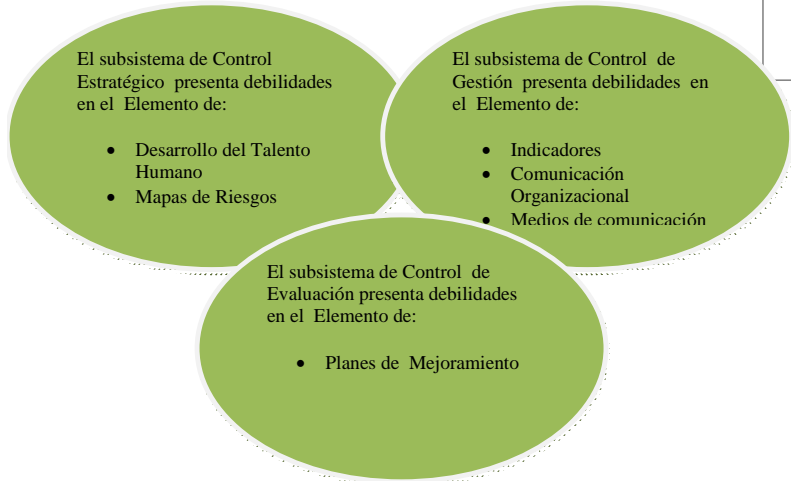 El subsistema de Control
Estratégico presenta debilidades
en el Elemento de:
• Desarrollo del Talento
Humano
• Mapas de Riesgos
El subsistema de Control de
Gestión presenta debilidades en
el Elemento de:
• Indicadores
• Comunicación
Organizacional
• Medios de comunicación
El subsistema de Control de
Evaluación presenta debilidades
en el Elemento de:
• Planes de Mejoramiento